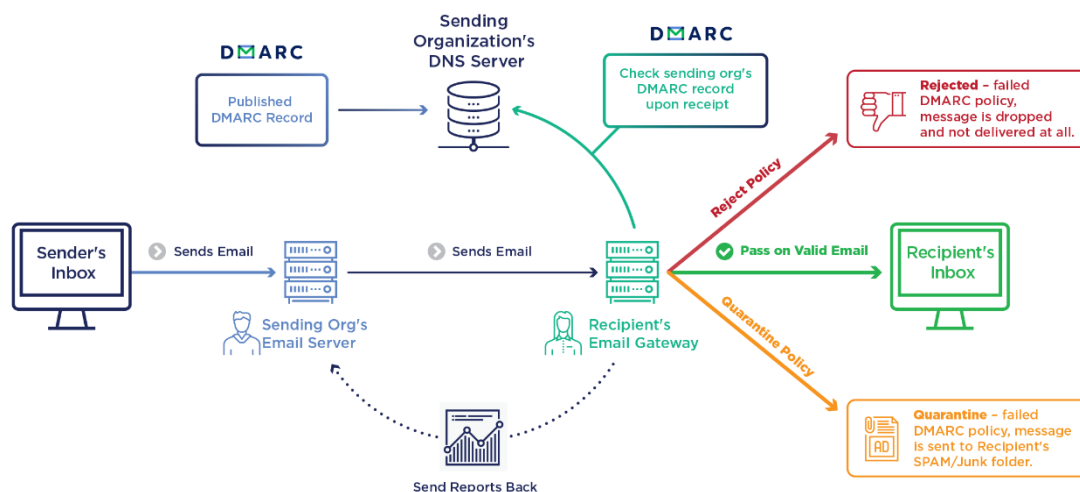 DMARC
Published
DMARC Record
Sending
Organization's
DNS Server
DMARC
Check sending org's
DMARC record
upon receipt
Rejected – failed
DMARC policy,
message is dropped
and not delivered at all.
Reject Policy
Sender's
Inbox
Sends Email
Sending Org's
Email Server
Sends Email
Recipient's
Email Gateway
Pass on Valid Email
Recipient's
Inbox
Quarantine Policy
AD
Quarantine – failed
DMARC policy, message
is sent to Recipient's
SPAM/Junk folder.
Send Reports Back